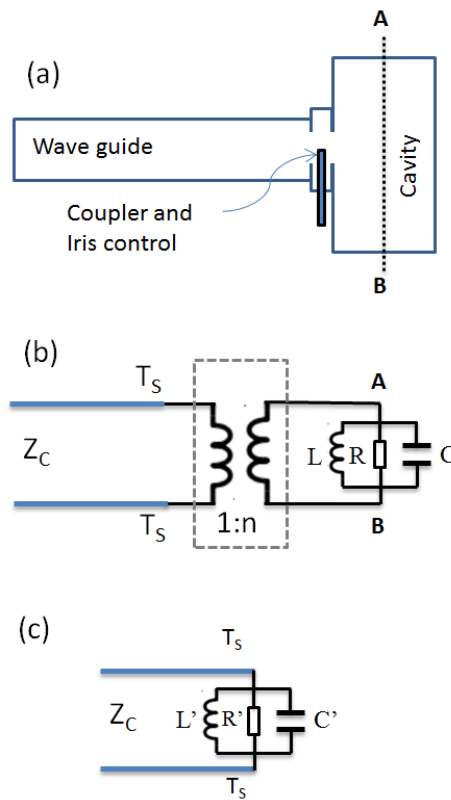 (a)
A
Wave guide
Cavity
Coupler and
Iris control
B
(b)
A
T_S
Z_C
L R C
T_S
1:n
B
(c)
T_S
Z_C
L' R' C'
T_S